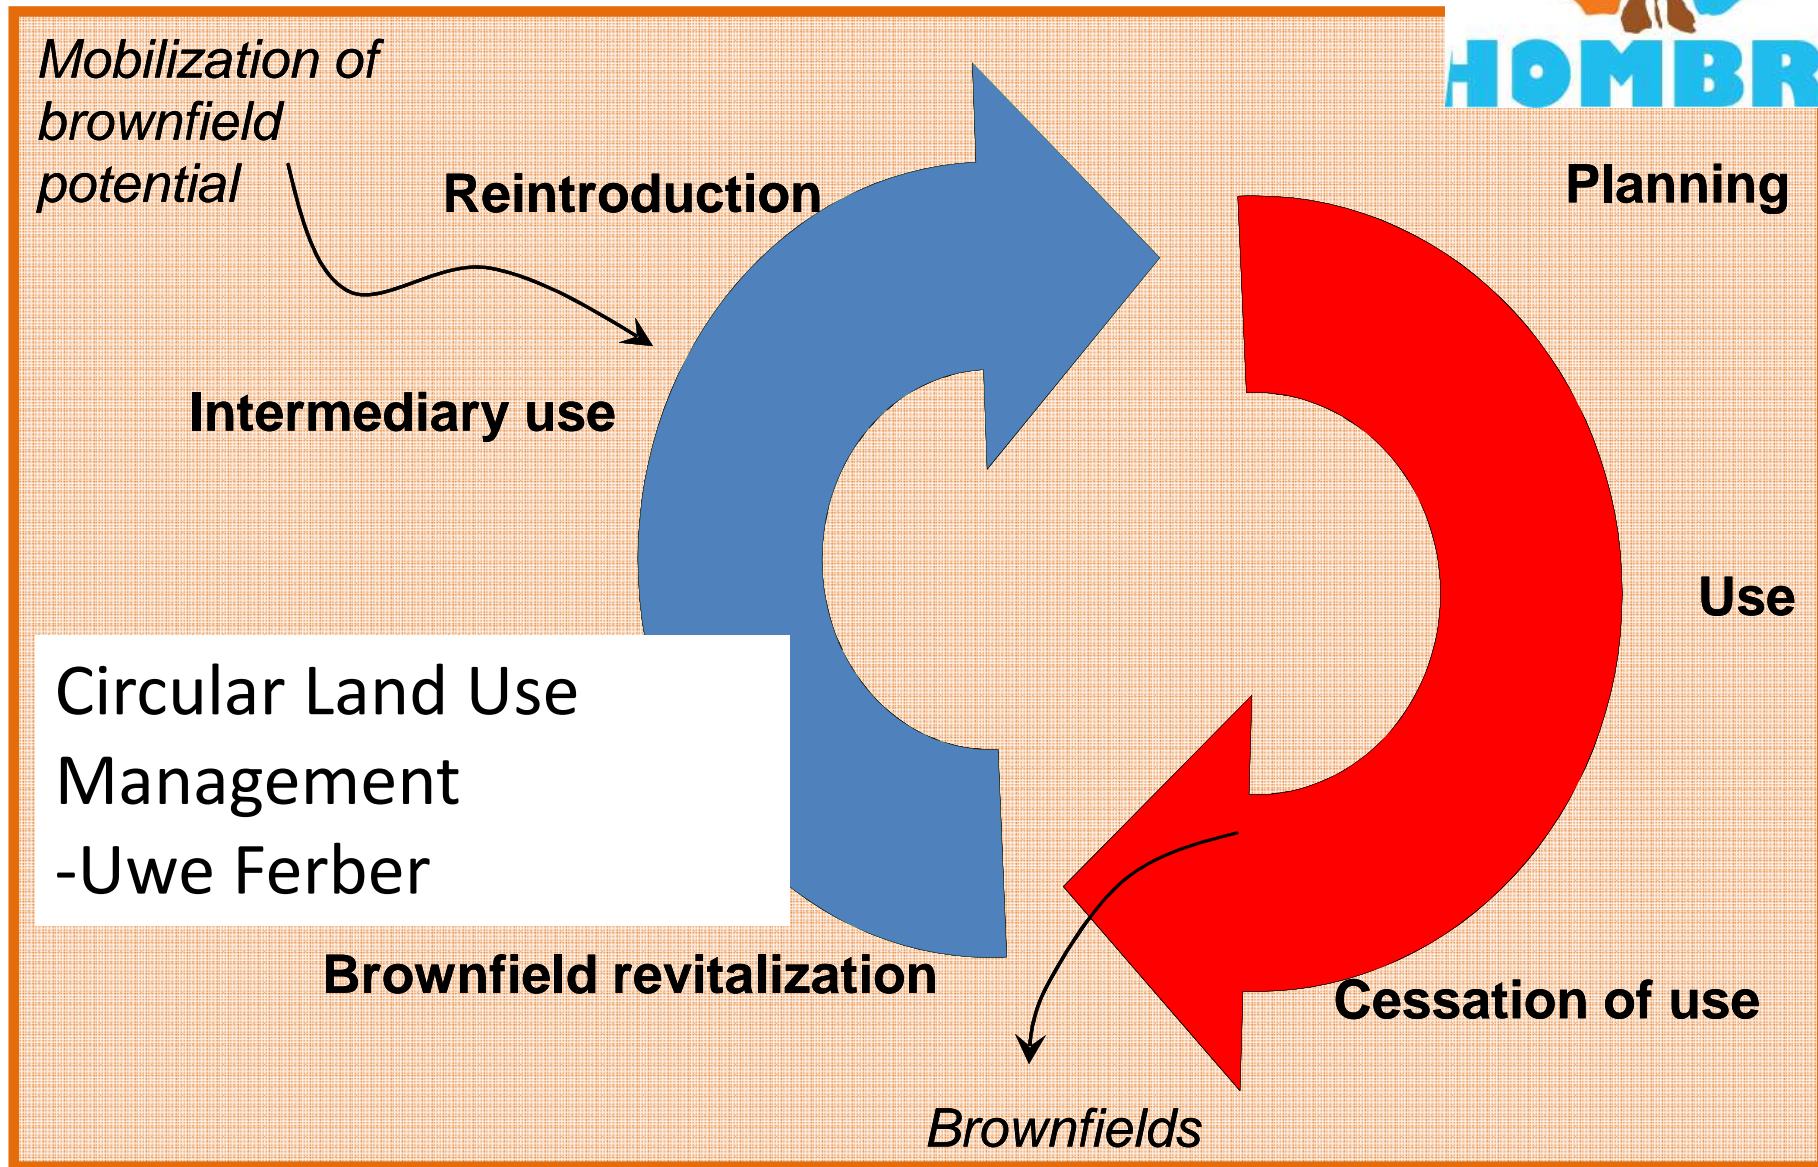 Mobilization of
brownfield
potential
HOMBR
Reintroduction
Planning
Intermediary use
Use
Circular Land Use
Management
-Uwe Ferber
Brownfield revitalization
Cessation of use
Brownfields